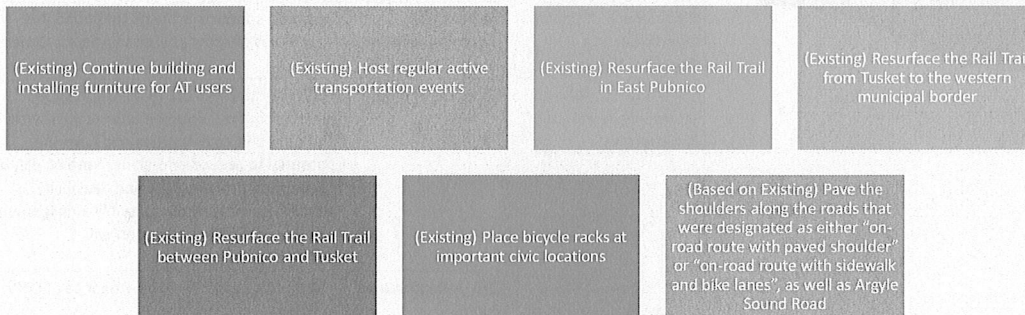 (Existing) Continue building and
installing furniture for AT users
(Existing) Host regular active
transportation events
(Existing) Resurface the Rail Trail
in East Pubnico
(Existing) Resurface the Rail Trail
from Tusket to the western
municipal border
(Existing) Resurface the Rail Trail
between Pubnico and Tusket
(Existing) Place bicycle racks at
important civic locations
(Based on Existing) Pave the
shoulders along the roads that
were designated as either “on-
road route with paved shoulder”
or “on-road route with sidewalk
and bike lanes”, as well as Argyle
Sound Road